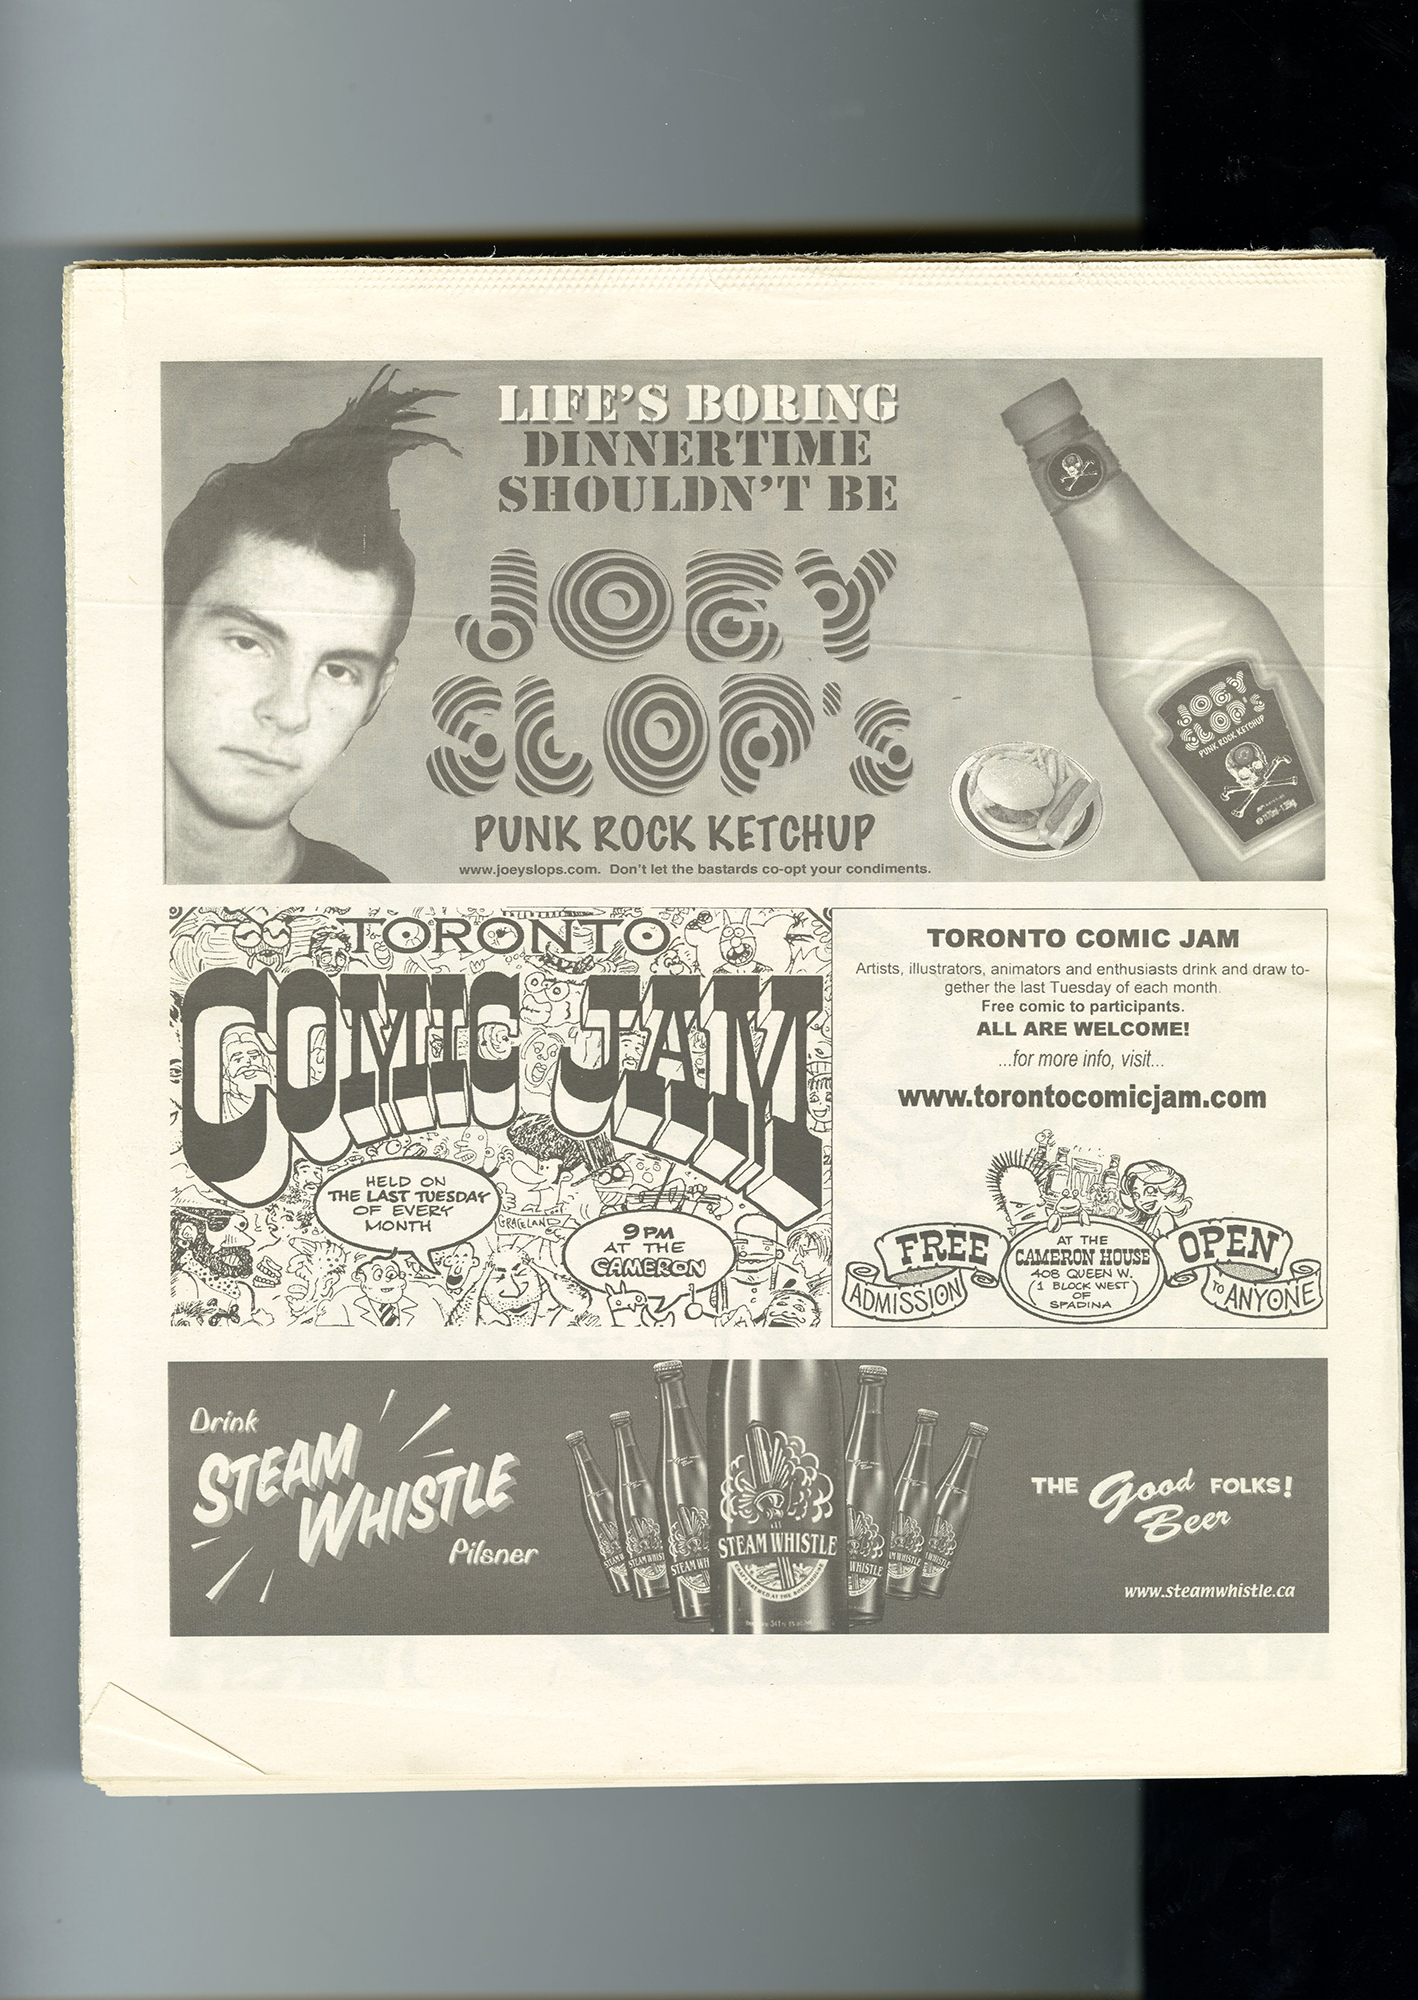 LIFE'S BORING
DINNERTIME
SHOULDN'T BE
JOEY
SLOP's
PUNK ROCK KETCHUP
www.joeyslops.com. Don't let the bastards co-opt your condiments.
JOEY
SLOP'S
PUNK ROCK KETCHUP
TORONTO
COMIC JAM
HELD ON
THE LAST TUESDAY
OF EVERY
MONTH
GRACELAND
9 PM
AT THE
CAMERON
TORONTO COMIC JAM
Artists, illustrators, animators and enthusiasts drink and draw to-
gether the last Tuesday of each month.
Free comic to participants.
ALL ARE WELCOME!
...for more info, visit...
www.torontocomicjam.com
FREE
ADMISSION
AT THE
CAMERON HOUSE
408 QUEEN W.
(1 BLOCK WEST)
OF
SPADINA
OPEN
TO ANYONE
Drink
STEAM
WHISTLE
Pilsner
STEAM WHISTLE
THE Good FOLKS!
Beer
www.steamwhistle.ca